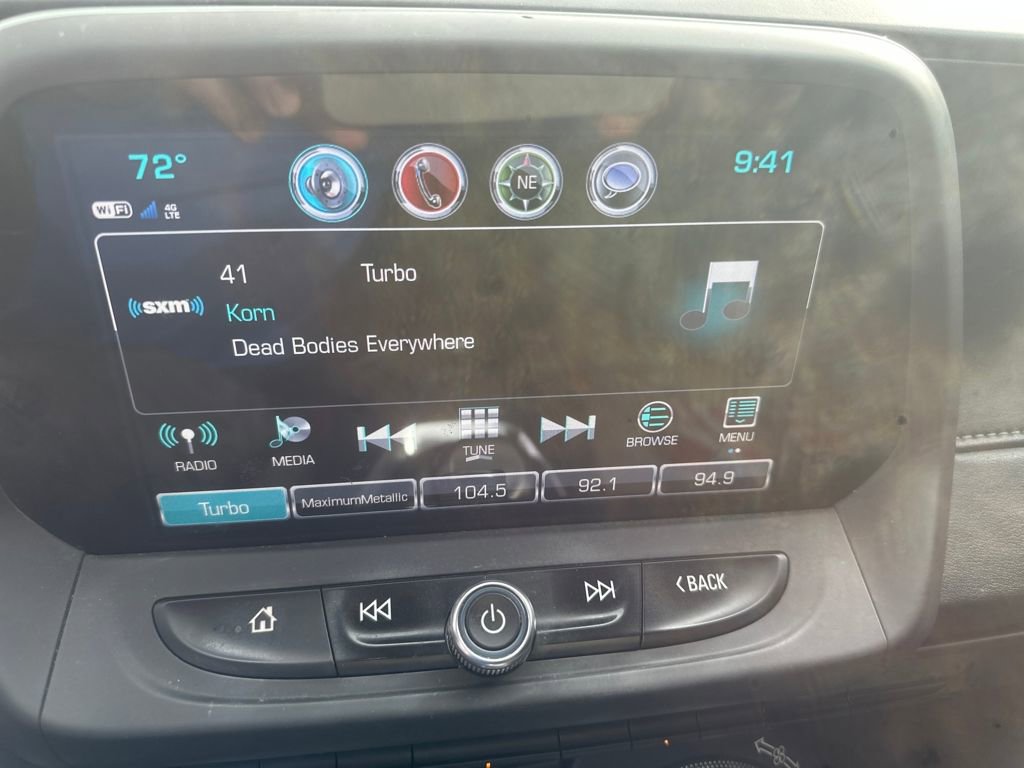 72°
9:41
NE
WiFi
4G
LTE
41 Turbo
((sxm))
Korn
Dead Bodies Everywhere
RADIO
MEDIA
TUNE
BROWSE
MENU
Turbo
MaximumMetallic
104.5
92.1
94.9
BACK